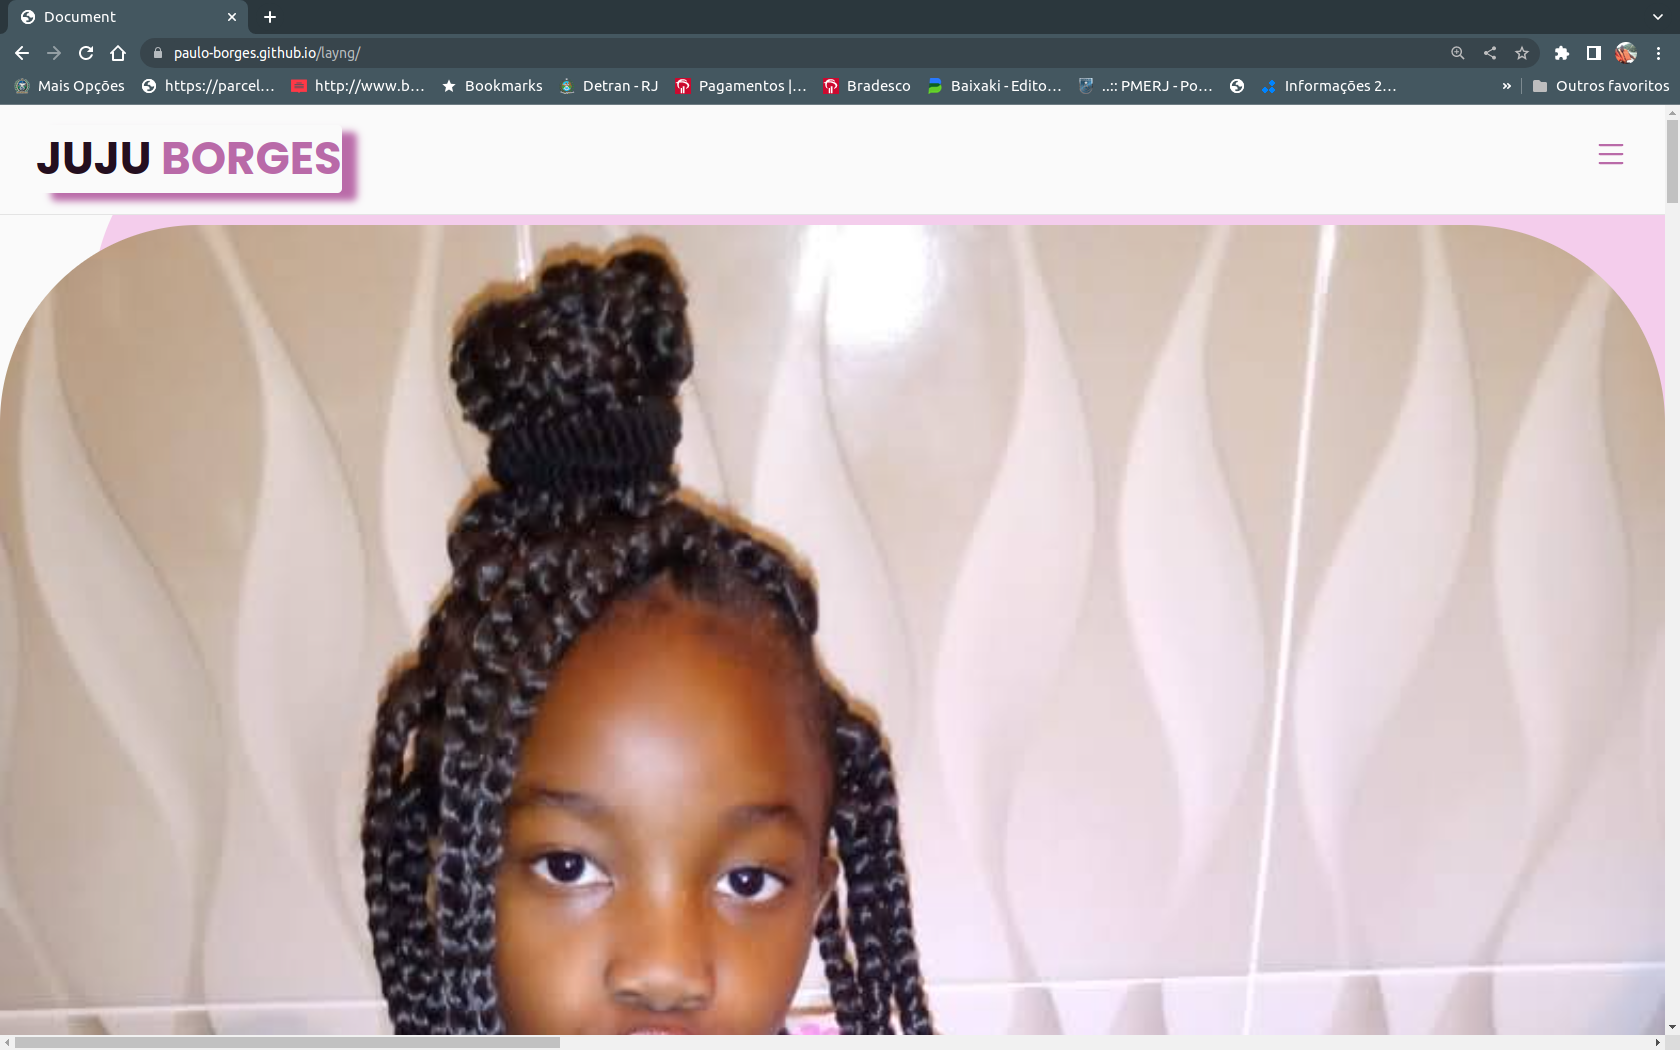 Document
paulo-borges.github.io/layng/
Mais Opções https://parcel... http://www.b... Bookmarks Detran - RJ Pagamentos |... Bradesco Baixaki - Edito... ..:: PMERJ - Po... Informações 2... » Outros favoritos
JUJU BORGES